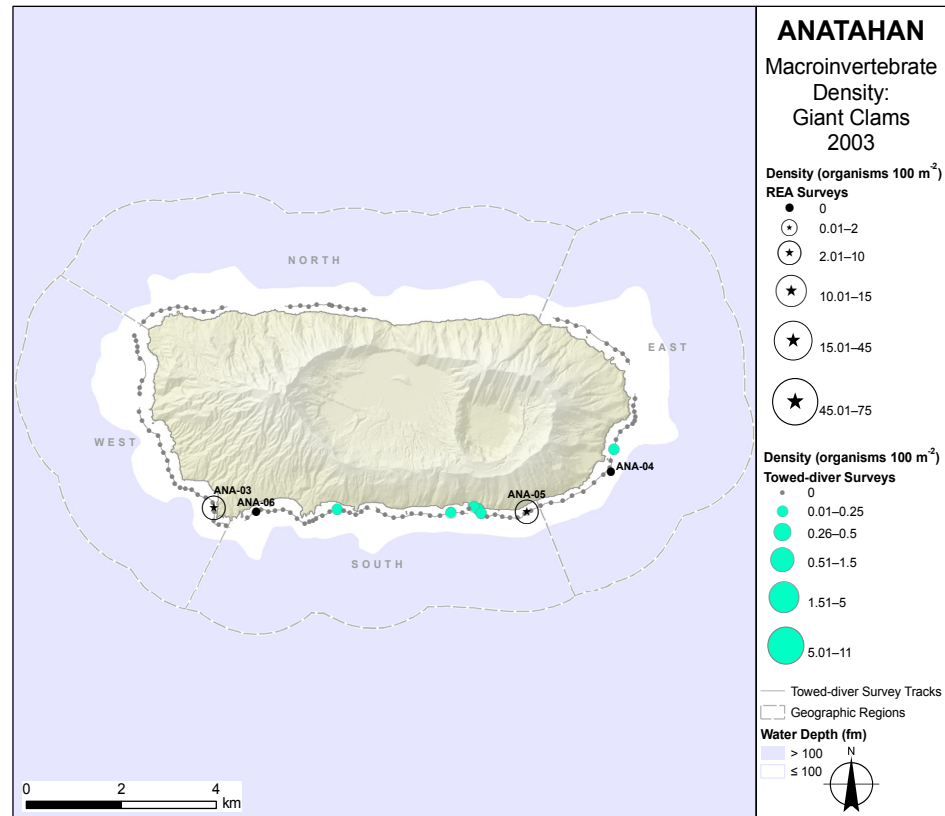 ANATAHAN
Macroinvertebrate
Density:
Giant Clams
2003
Density (organisms 100 m-2)
REA Surveys
0
0.01–2
2.01–10
10.01–15
15.01–45
45.01–75
Density (organisms 100 m-2)
Towed-diver Surveys
0
0.01–0.25
0.26–0.5
0.51–1.5
1.51–5
5.01–11
Towed-diver Survey Tracks
Geographic Regions
Water Depth (fm)
> 100
≤ 100
N
NORTH
EAST
WEST
SOUTH
ANA-03
ANA-06
ANA-05
ANA-04
0 2 4
km